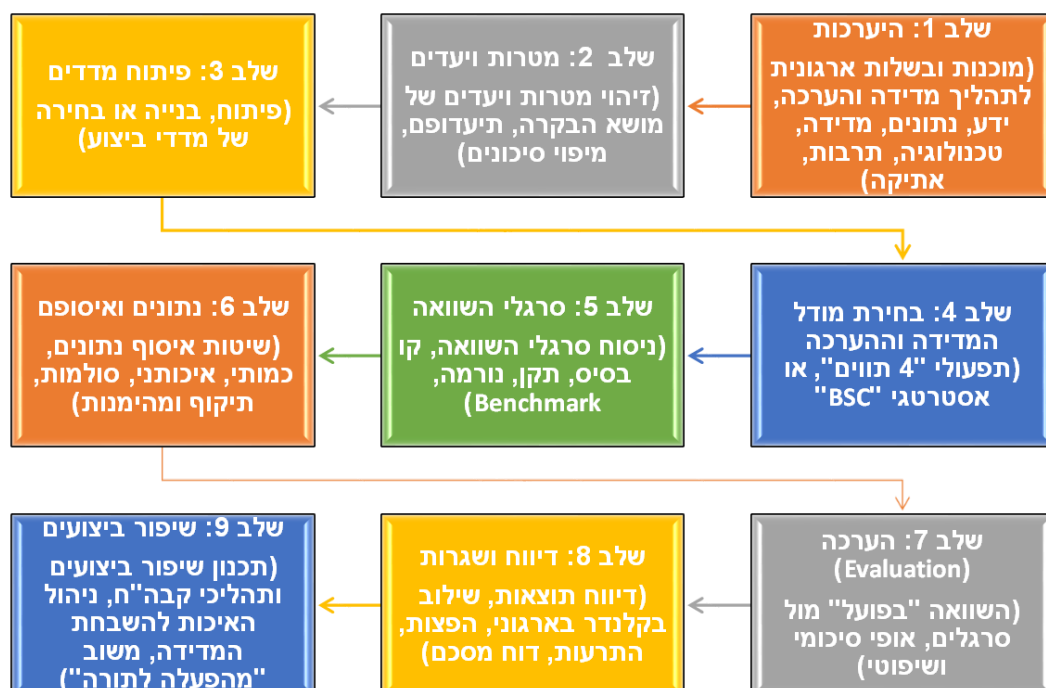 שלב 1: היערכות
(מוכנות ובשלות ארגונית
לתהליך מדידה והערכה,
ידע, נתונים, מדידה,
טכנולוגיה, תרבות,
אתיקה)
שלב 2: מטרות ויעדים
(זיהוי מטרות ויעדים של
מושא הבקרה, תיעדופם,
מיפוי סיכונים)
שלב 3: פיתוח מדדים
(פיתוח, בנייה או בחירה
של מדדי ביצוע)
שלב 4: בחירת מודל
המדידה וההערכה
(תפעולי "4 תווים", או
אסטרטגי "BSC"
שלב 5: סרגלי השוואה
(ניסוח סרגלי השוואה, קו
בסיס, תקן, נורמה,
Benchmark)
שלב 6: נתונים ואיסופם
(שיטות איסוף נתונים,
כמותי, איכותני, סולמות,
תיקוף ומהימנות)
שלב 7: הערכה
(Evaluation)
(השוואה "בפועל" מול
סרגלים, אופי סיכומי
ושיפוטי)
שלב 8: דיווח ושגרות
(דיווח תוצאות, שילוב
בקלנדר בארגוני, הפצות,
התרעות, דוח מסכם)
שלב 9: שיפור ביצועים
(תכנון שיפור ביצועים
ותהליכי קבה"ח, ניהול
האיכות להשבחת
המדידה, משוב
"מהפעלה לתורה")